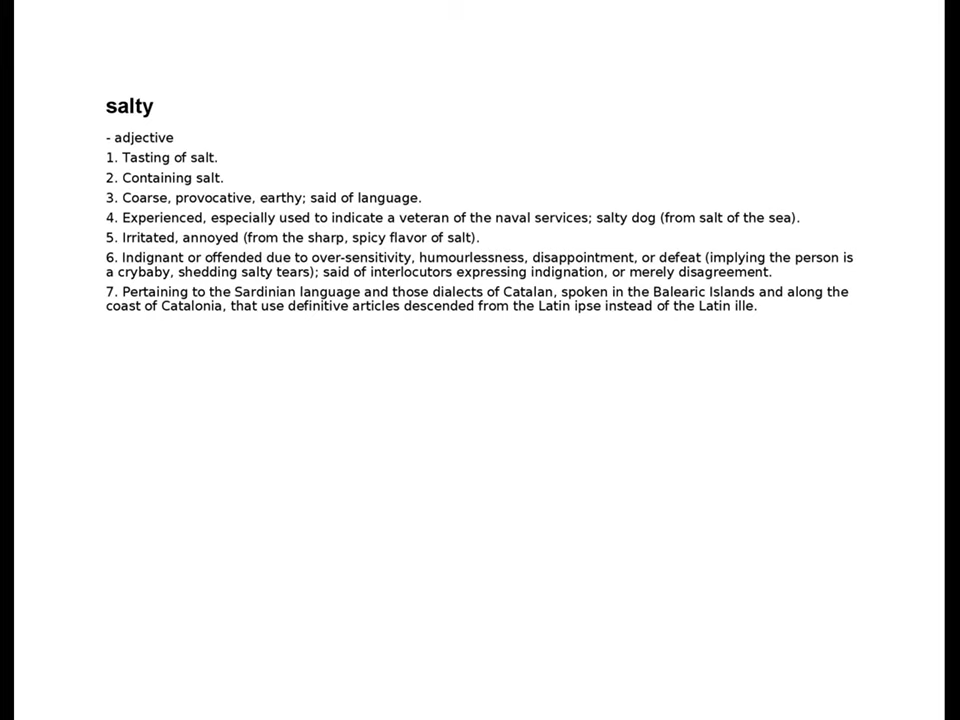 salty
- adjective
1. Tasting of salt.
2. Containing salt.
3. Coarse, provocative, earthy; said of language.
4. Experienced, especially used to indicate a veteran of the naval services; salty dog (from salt of the sea).
5. Irritated, annoyed (from the sharp, spicy flavor of salt).
6. Indignant or offended due to over-sensitivity, humourlessness, disappointment, or defeat (implying the person is
a crybaby, shedding salty tears); said of interlocutors expressing indignation, or merely disagreement.
7. Pertaining to the Sardinian language and those dialects of Catalan, spoken in the Balearic Islands and along the
coast of Catalonia, that use definitive articles descended from the Latin ipse instead of the Latin ille.